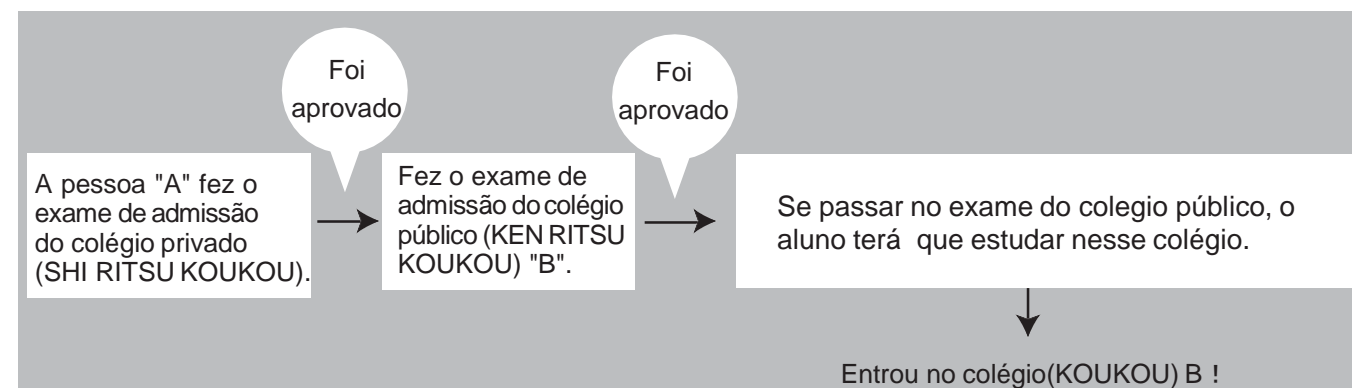 Foi
aprovado
Foi
aprovado
A pessoa "A" fez o
exame de admissão
do colégio privado
(SHI RITSU KOUKOU).
Fez o exame de
admissão do colégio
público (KEN RITSU
KOUKOU) "B".
Se passar no exame do colegio público, o
aluno terá que estudar nesse colégio.
Entrou no colégio(KOUKOU) B !